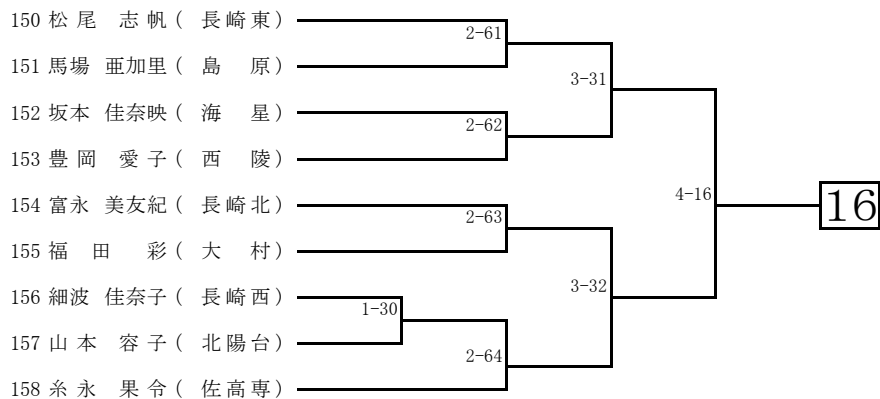 150 松尾 志帆 ( 長崎東 )
2-61
151 馬場 亜加里 ( 島 原 )
3-31
152 坂本 佳奈映 ( 海 星 )
2-62
153 豊岡 愛子 ( 西 陵 )
4-16
16
154 富永 美友紀 ( 長崎北 )
2-63
155 福田 彩 ( 大 村 )
3-32
156 細波 佳奈子 ( 長崎西 )
1-30
157 山本 容子 ( 北陽台 )
2-64
158 糸永 果令 ( 佐高専 )